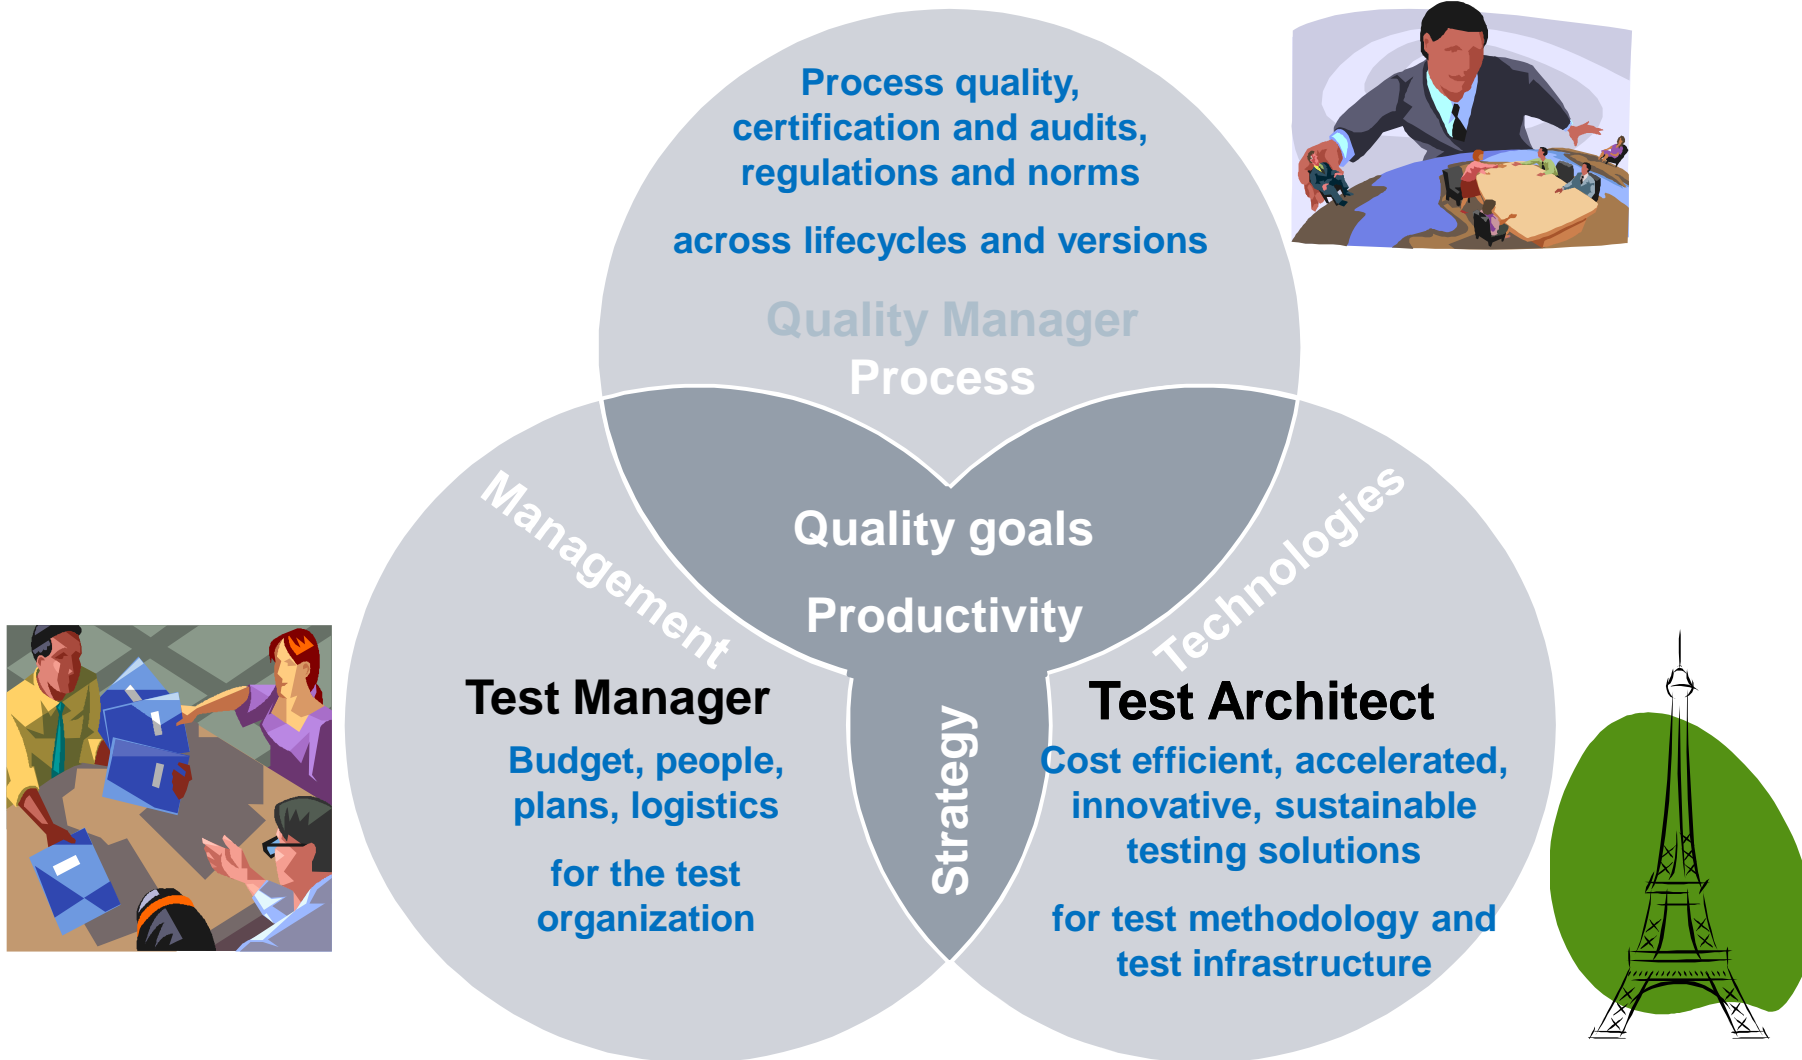 Process quality,
certification and audits,
regulations and norms
across lifecycles and versions
Quality Manager
Process
Management
Technologies
Quality goals
Productivity
Strategy
Test Manager
Budget, people,
plans, logistics
for the test
organization
Test Architect
Cost efficient, accelerated,
innovative, sustainable
testing solutions
for test methodology and
test infrastructure